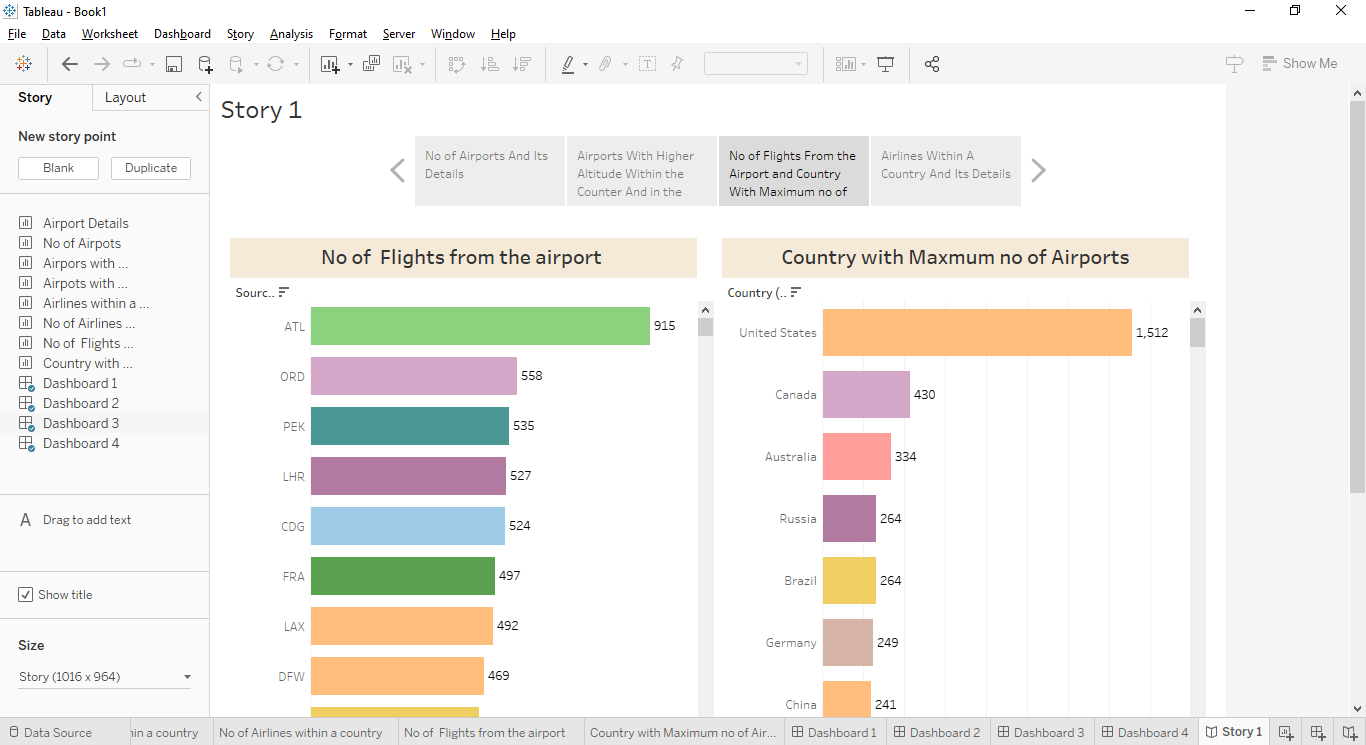 Tableau - Book1
File Data Worksheet Dashboard Story Analysis Format Server Window Help
Show Me
Story Layout
New story point
Blank Duplicate
Airport Details
No of Airpots
Airpors with ...
Airpots with ...
Airlines within a ...
No of Airlines ...
No of  Flights ...
Country with ...
Dashboard 1
Dashboard 2
Dashboard 3
Dashboard 4
A Drag to add text
Show title
Size
Story (1016 x 964)
Story 1
No of Airports And Its
Details
Airports With Higher
Altitude Within the
Counter And in the
No of Flights From the
Airport and Country
With Maximum no of
Airlines Within A
Country And Its Details
No of  Flights from the airport
Sourc..
ATL 915
ORD 558
PEK 535
LHR 527
CDG 524
FRA 497
LAX 492
DFW 469
Country with Maxmum no of Airports
Country (..
United States 1,512
Canada 430
Australia 334
Russia 264
Brazil 264
Germany 249
China 241
Data Source hin a country No of Airlines within a country No of  Flights from the airport Country with Maximum no of Air... Dashboard 1 Dashboard 2 Dashboard 3 Dashboard 4 Story 1